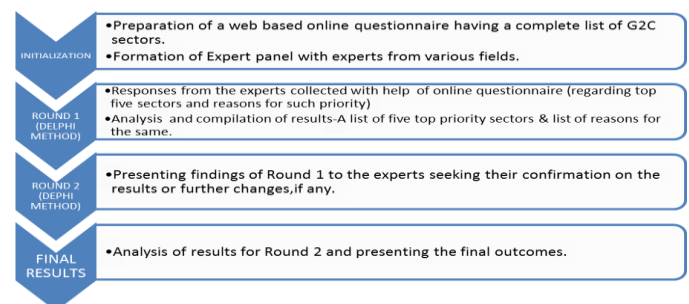 •Preparation of a web based online questionnaire having a complete list of G2C
sectors.
INITIALIZATION
•Formation of Expert panel with experts from various fields.
•Responses from the experts collected with help of online questionnaire (regarding top
five sectors and reasons for such priority)
ROUND 1
(DELPHI
METHOD)
•Analysis and compilation of results-A list of five top priority sectors & list of reasons for
the same.
ROUND 2
(DEPHI
METHOD)
•Presenting findings of Round 1 to the experts seeking their confirmation on the
results or further changes,if any.
FINAL
RESULTS
•Analysis of results for Round 2 and presenting the final outcomes.